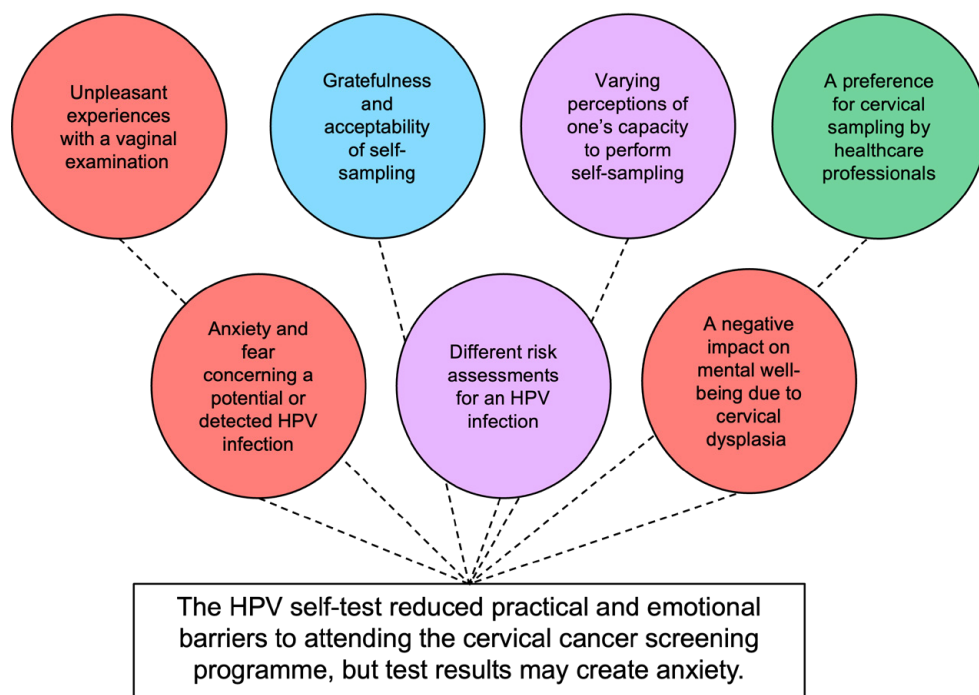 Unpleasant
experiences
with a vaginal
examination
Gratefulness
and
acceptability
of self-
sampling
Varying
perceptions of
one’s capacity
to perform
self-sampling
A preference
for cervical
sampling by
healthcare
professionals
Anxiety and
fear
concerning a
potential or
detected HPV
infection
Different risk
assessments
for an HPV
infection
A negative
impact on
mental well-
being due to
cervical
dysplasia
The HPV self-test reduced practical and emotional
barriers to attending the cervical cancer screening
programme, but test results may create anxiety.